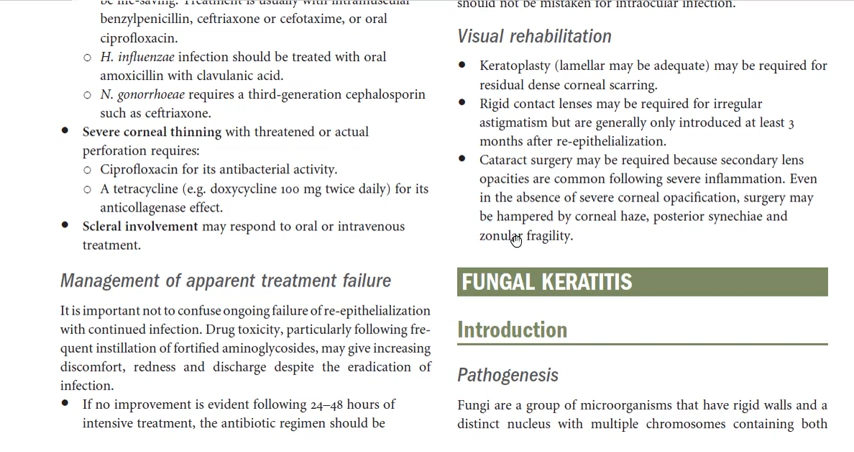 be life-saving. Treatment is usually with intramuscular
benzylpenicillin, ceftriaxone or cefotaxime, or oral
ciprofloxacin.
○ H. influenzae infection should be treated with oral
amoxicillin with clavulanic acid.
○ N. gonorrhoeae requires a third-generation cephalosporin
such as ceftriaxone.
• Severe corneal thinning with threatened or actual
perforation requires:
○ Ciprofloxacin for its antibacterial activity.
○ A tetracycline (e.g. doxycycline 100 mg twice daily) for its
anticollagenase effect.
• Scleral involvement may respond to oral or intravenous
treatment.
Management of apparent treatment failure
It is important not to confuse ongoing failure of re-epithelialization
with continued infection. Drug toxicity, particularly following fre-
quent instillation of fortified aminoglycosides, may give increasing
discomfort, redness and discharge despite the eradication of
infection.
• If no improvement is evident following 24–48 hours of
intensive treatment, the antibiotic regimen should be
should not be mistaken for intraocular infection.
Visual rehabilitation
• Keratoplasty (lamellar may be adequate) may be required for
residual dense corneal scarring.
• Rigid contact lenses may be required for irregular
astigmatism but are generally only introduced at least 3
months after re-epithelialization.
• Cataract surgery may be required because secondary lens
opacities are common following severe inflammation. Even
in the absence of severe corneal opacification, surgery may
be hampered by corneal haze, posterior synechiae and
zonular fragility.
FUNGAL KERATITIS
Introduction
Pathogenesis
Fungi are a group of microorganisms that have rigid walls and a
distinct nucleus with multiple chromosomes containing both